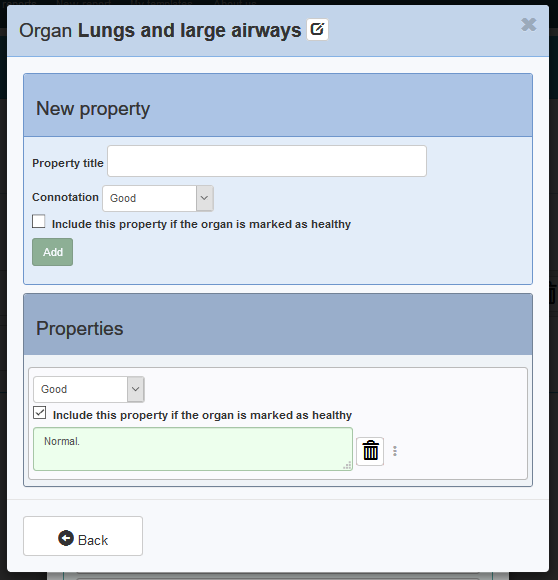 Organ Lungs and large airways
New property
Property title
Connotation Good
Include this property if the organ is marked as healthy
Add
Properties
Good
Include this property if the organ is marked as healthy
Normal.
Back